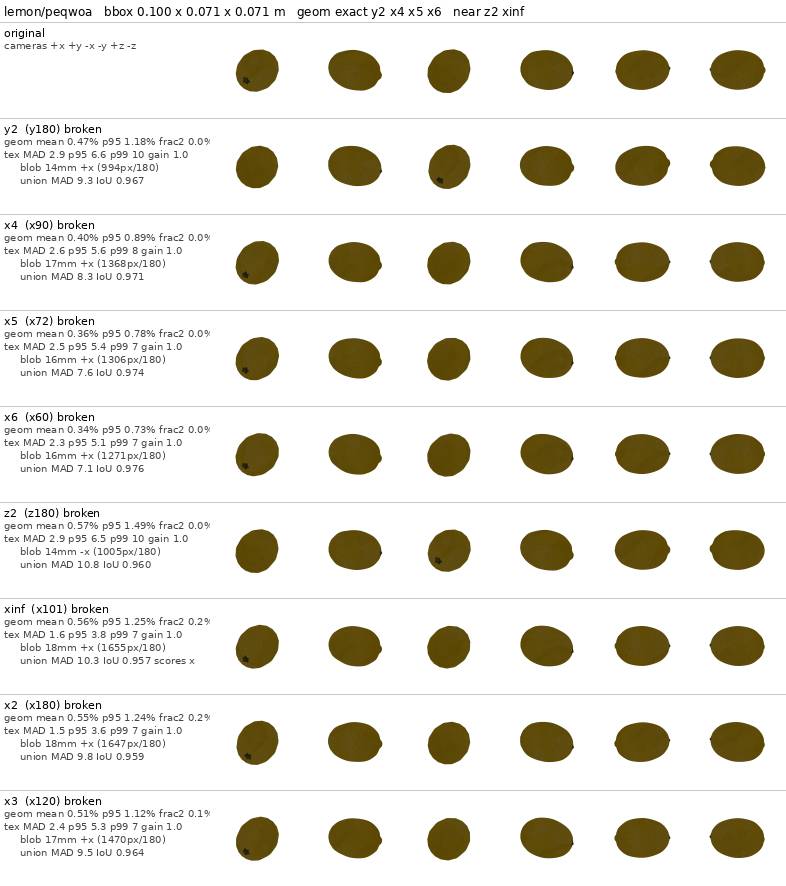 lemon/peqwoa bbox 0.100 x 0.071 x 0.071 m geom exact y2 x4 x5 x6 near z2 xinf
original
cameras +x +y -x -y +z -z
y2 (y180) broken
geom mean 0.47% p95 1.18% frac2 0.0%
tex MAD 2.9 p95 6.6 p99 10 gain 1.0
blob 14mm +x (994px/180)
union MAD 9.3 IoU 0.967
x4 (x90) broken
geom mean 0.40% p95 0.89% frac2 0.0%
tex MAD 2.6 p95 5.6 p99 8 gain 1.0
blob 17mm +x (1368px/180)
union MAD 8.3 IoU 0.971
x5 (x72) broken
geom mean 0.36% p95 0.78% frac2 0.0%
tex MAD 2.5 p95 5.4 p99 7 gain 1.0
blob 16mm +x (1306px/180)
union MAD 7.6 IoU 0.974
x6 (x60) broken
geom mean 0.34% p95 0.73% frac2 0.0%
tex MAD 2.3 p95 5.1 p99 7 gain 1.0
blob 16mm +x (1271px/180)
union MAD 7.1 IoU 0.976
z2 (z180) broken
geom mean 0.57% p95 1.49% frac2 0.0%
tex MAD 2.9 p95 6.5 p99 10 gain 1.0
blob 14mm -x (1005px/180)
union MAD 10.8 IoU 0.960
xinf (x101) broken
geom mean 0.56% p95 1.25% frac2 0.2%
tex MAD 1.6 p95 3.8 p99 7 gain 1.0
blob 18mm +x (1655px/180)
union MAD 10.3 IoU 0.957 scores x
x2 (x180) broken
geom mean 0.55% p95 1.24% frac2 0.2%
tex MAD 1.5 p95 3.6 p99 7 gain 1.0
blob 18mm +x (1647px/180)
union MAD 9.8 IoU 0.959
x3 (x120) broken
geom mean 0.51% p95 1.12% frac2 0.1%
tex MAD 2.4 p95 5.3 p99 7 gain 1.0
blob 17mm +x (1470px/180)
union MAD 9.5 IoU 0.964